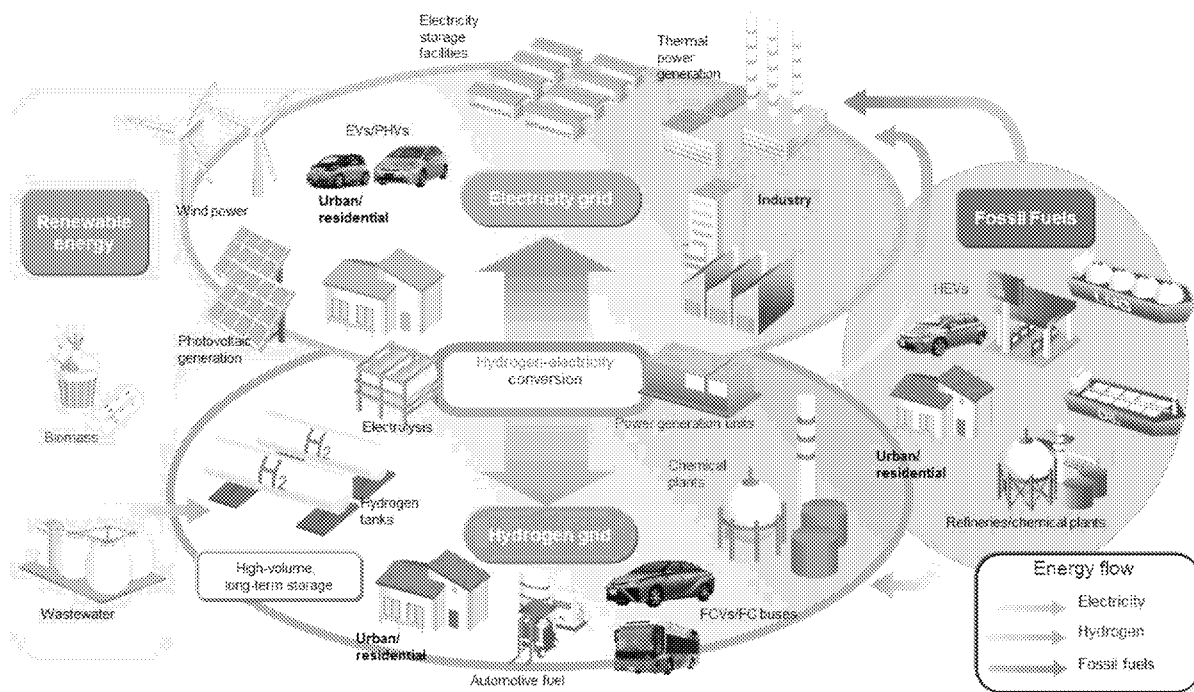 Electricity
storage
facilities
Thermal
power
generation
EVs/PHVs
Urban/
residential
Electricity grid
Industry
Wind power
Renewable
energy
Fossil Fuels
HEVs
Photovoltaic
generation
Hydrogen-electricity
conversion
Electrolysis
Power generation units
Biomass
H2
H2
Hydrogen
tanks
Chemical
plants
Urban/
residential
Refineries/chemical plants
Hydrogen grid
High-volume,
long-term storage
Wastewater
Urban/
residential
FCVs/FC buses
Automotive fuel
Energy flow
Electricity
Hydrogen
Fossil fuels